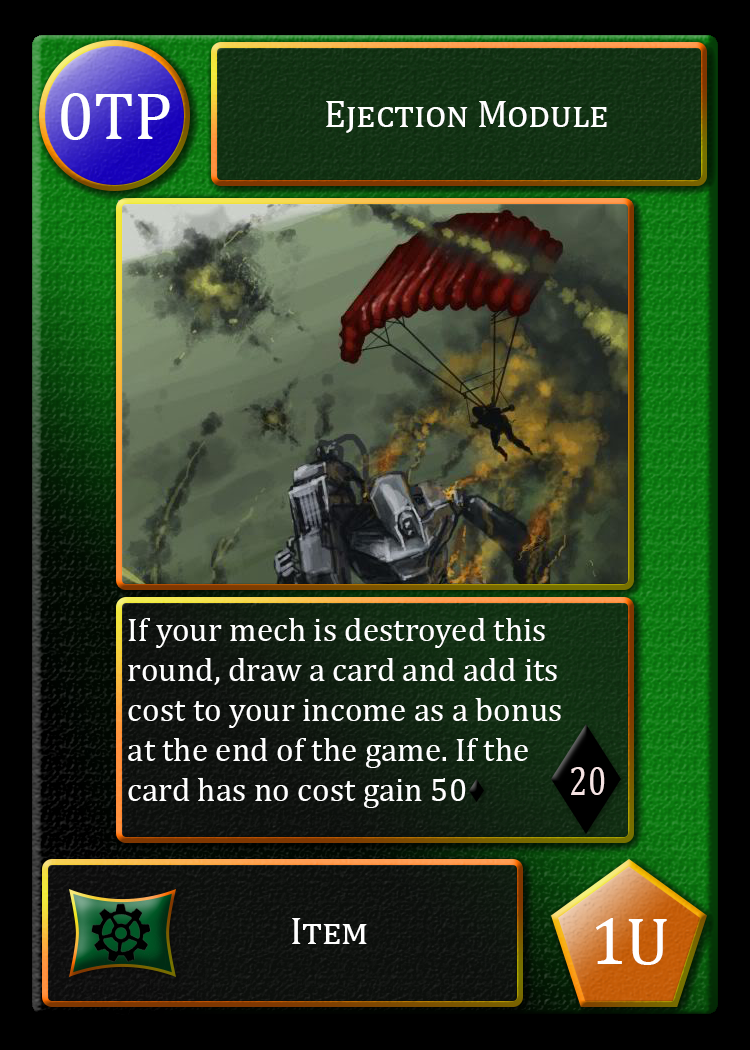 0TP
Ejection Module
If your mech is destroyed this
round, draw a card and add its
cost to your income as a bonus
at the end of the game. If the
card has no cost gain 50♦
20
Item
1U